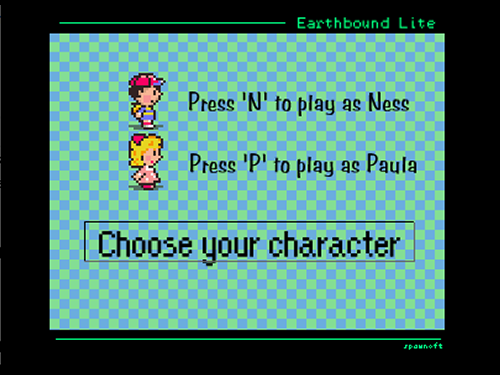 Earthbound Lite
Press 'N' to play as Ness
Press 'P' to play as Paula
Choose your character
spawnoft